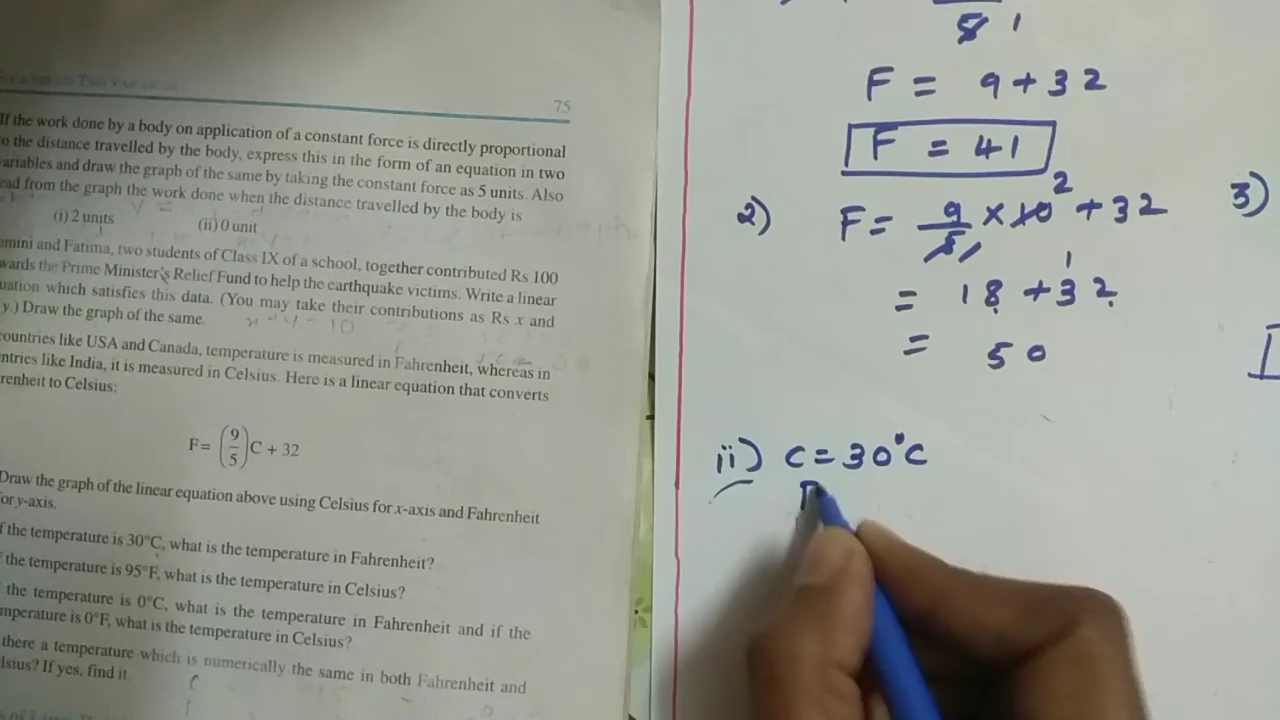 75
If the work done by a body on application of a constant force is directly proportional
o the distance travelled by the body, express this in the form of an equation in two
ariables and draw the graph of the same by taking the constant force as 5 units. Also
ead from the graph the work done when the distance travelled by the body is
(i) 2 units (ii) 0 unit
amini and Fatima, two students of Class IX of a school, together contributed Rs 100
wards the Prime Minister's Relief Fund to help the earthquake victims. Write a linear
uation which satisfies this data. (You may take their contributions as Rs x and
y.) Draw the graph of the same.
countries like USA and Canada, temperature is measured in Fahrenheit, whereas in
ntries like India, it is measured in Celsius. Here is a linear equation that converts
renheit to Celsius:
F= (9/5)C + 32
Draw the graph of the linear equation above using Celsius for x-axis and Fahrenheit
for y-axis.
f the temperature is 30°C, what is the temperature in Fahrenheit?
f the temperature is 95°F, what is the temperature in Celsius?
the temperature is 0°C, what is the temperature in Fahrenheit and if the
mperature is 0°F, what is the temperature in Celsius?
there a temperature which is numerically the same in both Fahrenheit and
lsius? If yes, find it.
5 1
F = 9+32
F = 41
2) F= 9/5 1 ×10 2 +32
3)
1
= 18 +32
= 50
ii) C=30°C